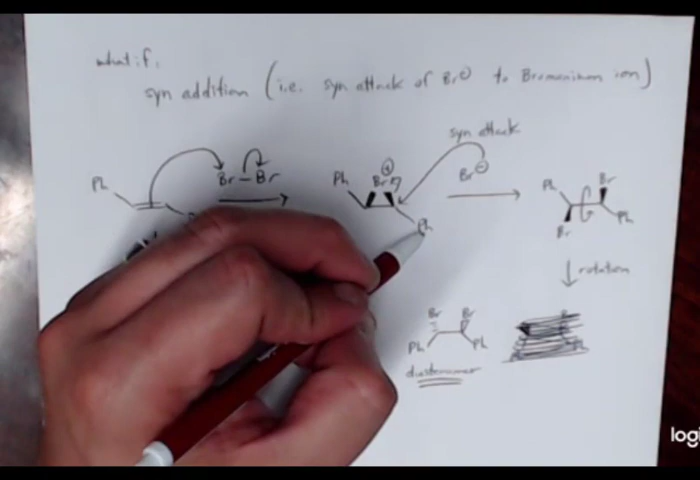 what if.
syn addition (i.e. syn attack of Br⊖ to Bromonium ion)
syn attack
Ph
Br – Br
Ph
⊕
Br
Br⊖
Ph
Ph
Br
Ph
Br
rotation
Br Br
Ph Ph
diastereomer
logi